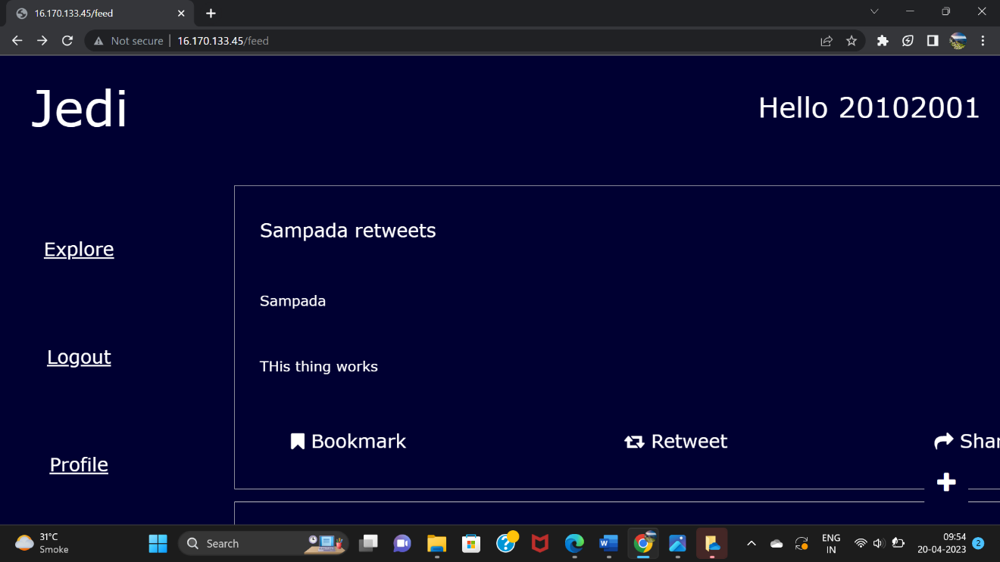 16.170.133.45/feed
Not secure 16.170.133.45/feed
Jedi
Hello 20102001
Explore
Logout
Profile
Sampada retweets
Sampada
THis thing works
Bookmark Retweet Shar
31°C
Smoke
Search
ENG
IN
09:54
20-04-2023
2